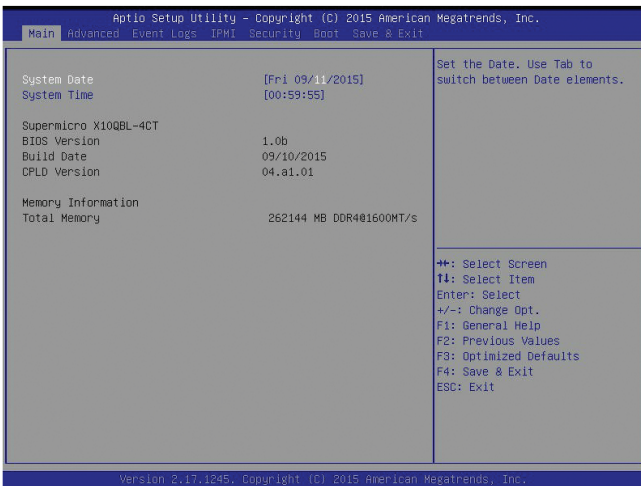 Aptio Setup Utility – Copyright (C) 2015 American Megatrends, Inc.
Main Advanced Event Logs IPMI Security Boot Save & Exit
System Date [Fri 09/11/2015]
System Time [00:59:55]
Supermicro X10QBL-4CT
BIOS Version 1.0b
Build Date 09/10/2015
CPLD Version 04.a1.01
Memory Information
Total Memory 262144 MB DDR4@1600MT/s
Set the Date. Use Tab to
switch between Date elements.
→←: Select Screen
↑↓: Select Item
Enter: Select
+/-: Change Opt.
F1: General Help
F2: Previous Values
F3: Optimized Defaults
F4: Save & Exit
ESC: Exit
Version 2.17.1245. Copyright (C) 2015 American Megatrends, Inc.